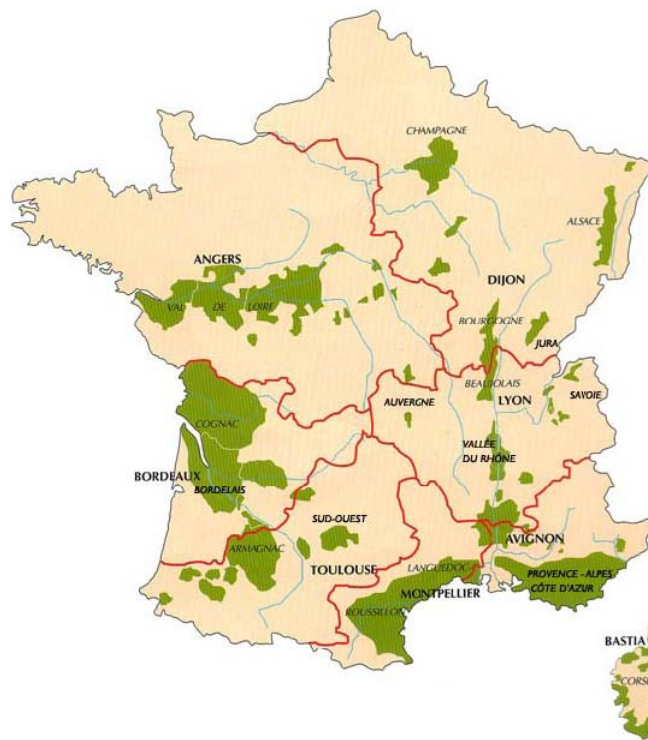 CHAMPAGNE
ALSACE
ANGERS
DIJON
VAL DE LOIRE
BOURGOGNE
JURA
BEAUJOLAIS
LYON
SAVOIE
AUVERGNE
COGNAC
VALLÉE
DU RHÔNE
BORDEAUX
BORDELAIS
SUD-OUEST
AVIGNON
ARMAGNAC
TOULOUSE
LANGUEDOC-
PROVENCE - ALPES
CÔTE D'AZUR
MONTPELLIER
ROUSSILLON
BASTIA
CORSE